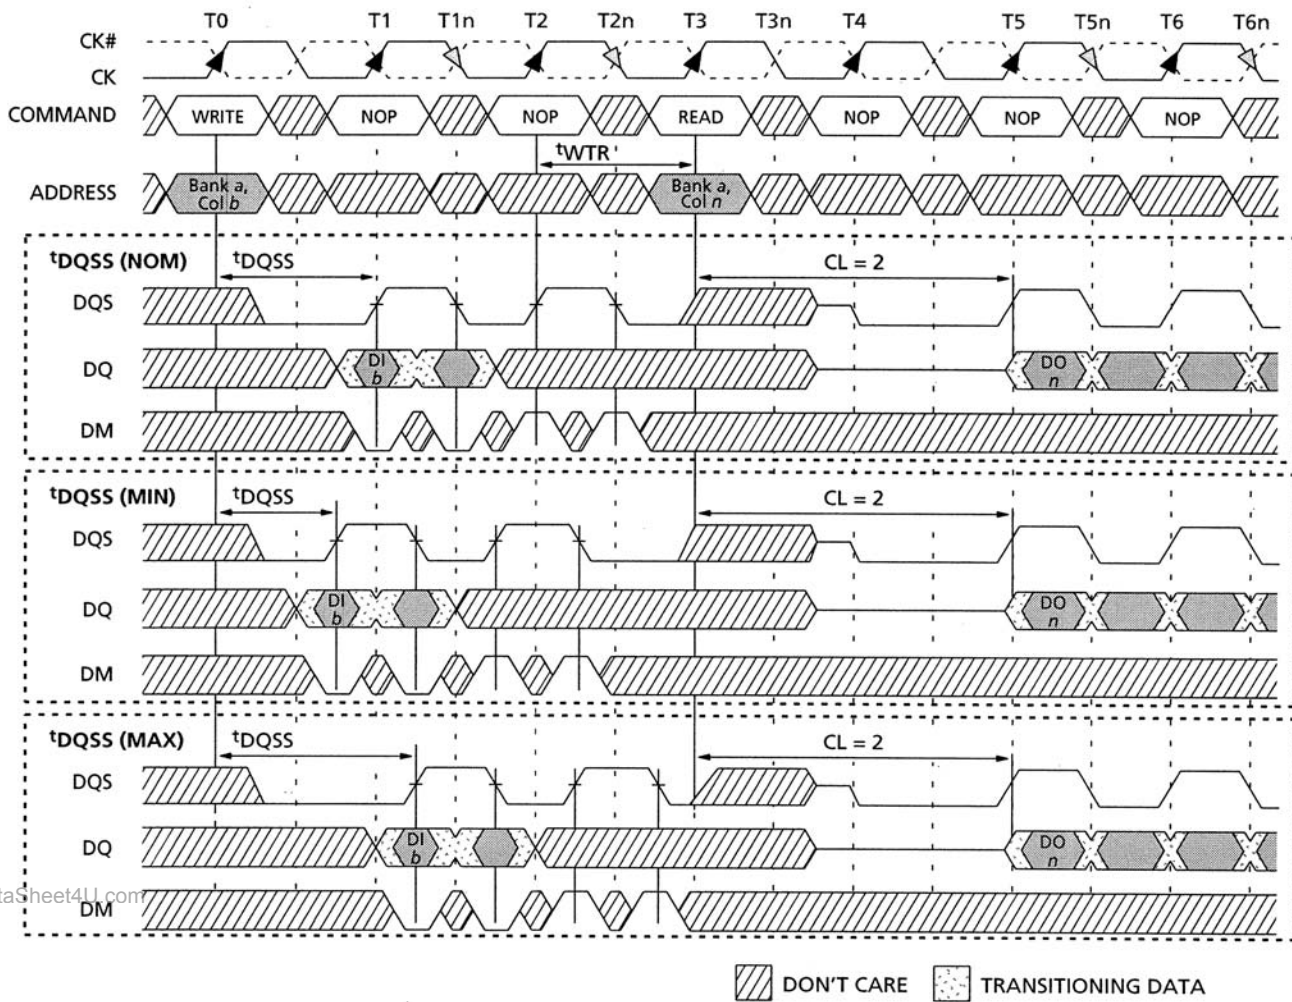 T0 T1 T1n T2 T2n T3 T3n T4 T5 T5n T6 T6n
CK#
CK
COMMAND WRITE NOP NOP READ NOP NOP NOP
tWTR
ADDRESS Bank a, Col b Bank a, Col n
tDQSS (NOM) tDQSS CL = 2
DQS
DQ DI b DO n
DM
tDQSS (MIN) tDQSS CL = 2
DQS
DQ DI b DO n
DM
tDQSS (MAX) tDQSS CL = 2
DQS
DQ DI b DO n
taSheet4U.com
DM
DON'T CARE TRANSITIONING DATA